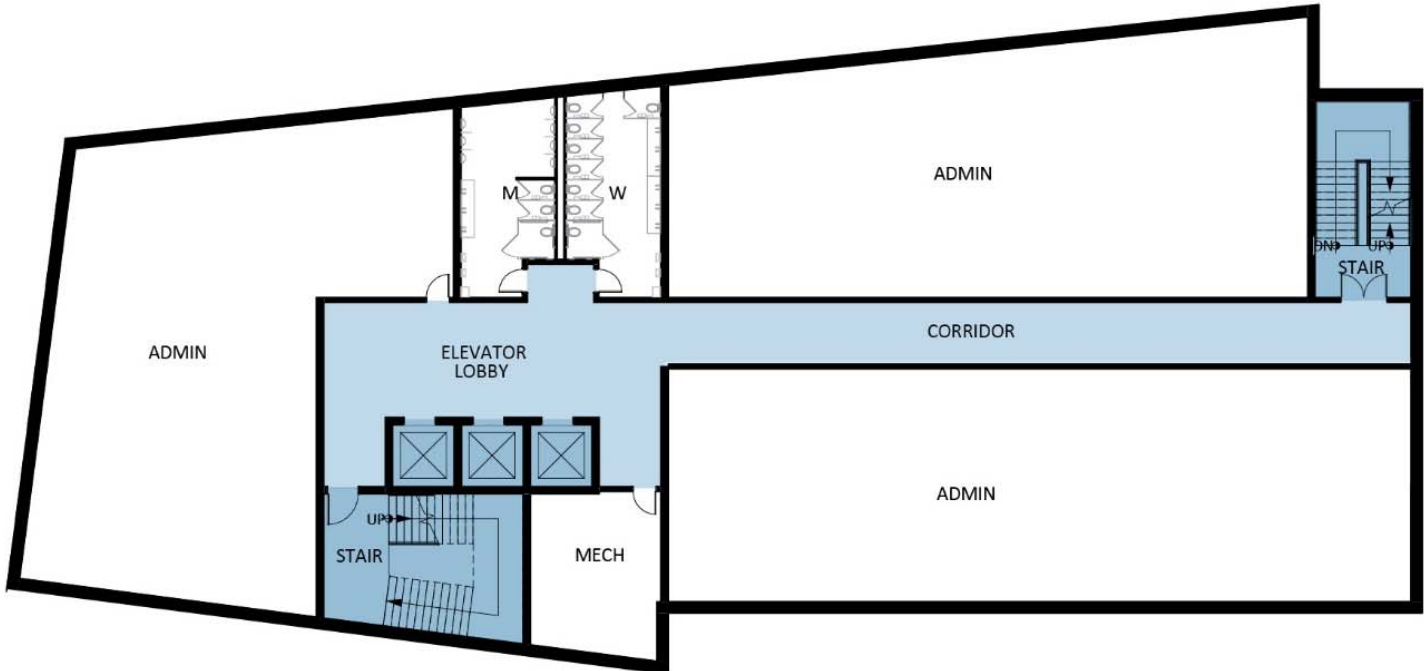 M
W
ADMIN
DN
UP
STAIR
CORRIDOR
ADMIN
ELEVATOR
LOBBY
ADMIN
UP
STAIR
MECH